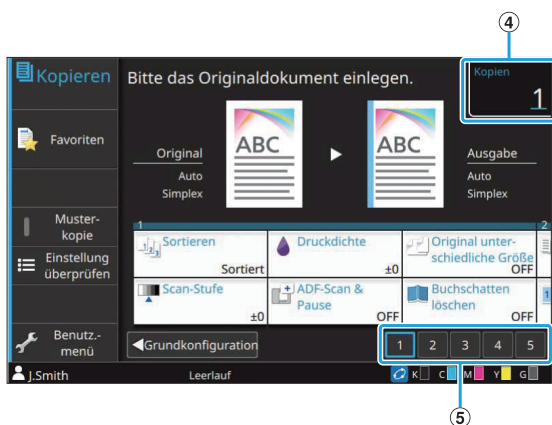 ④
Kopieren
Bitte das Originaldokument einlegen.
Kopien
1
Favoriten
Original
Auto
Simplex
ABC
ABC
Ausgabe
Auto
Simplex
Muster-
kopie
Einstellung
überprüfen
Benutz.-
menü
1
2
Sortieren
Sortiert
Druckdichte
±0
Original unter-
schiedliche Größe
OFF
Scan-Stufe
±0
ADF-Scan &
Pause
OFF
Buchschatten
löschen
OFF
Grundkonfiguration
1 2 3 4 5
J.Smith
Leerlauf
K C M Y G
⑤